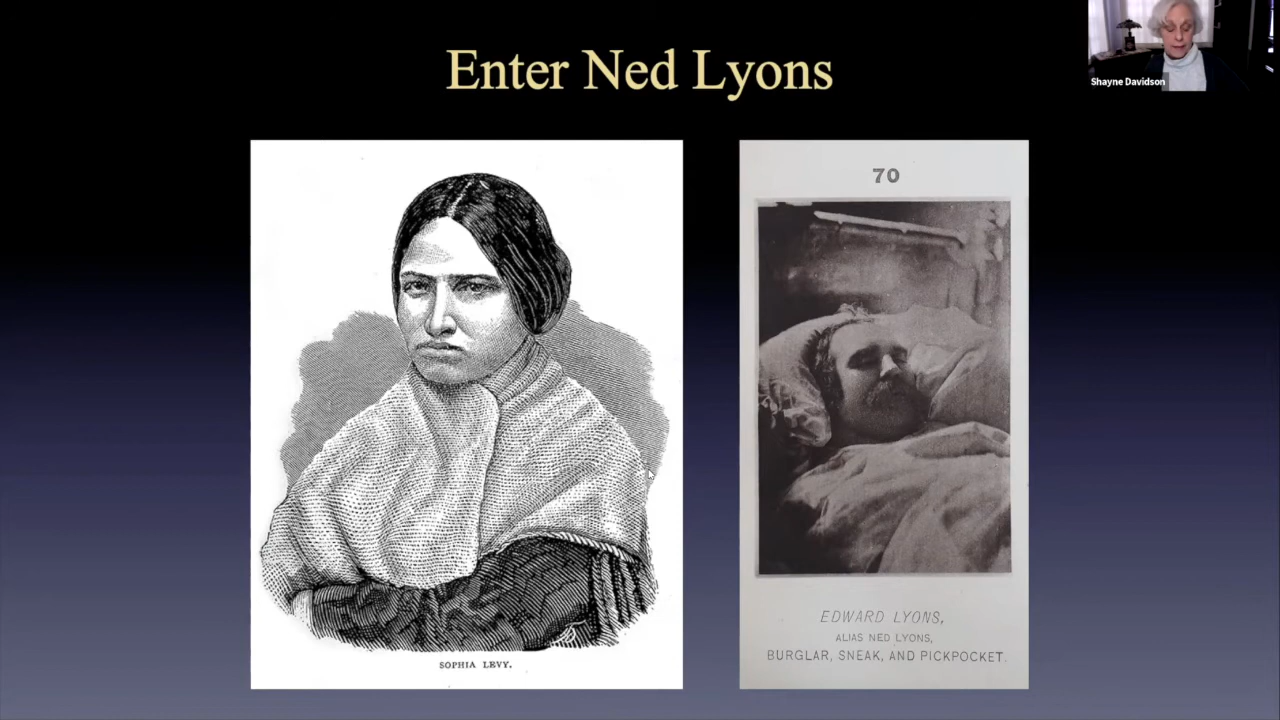 Enter Ned Lyons
Shayne Davidson
SOPHIA LEVY.
70
EDWARD LYONS,
ALIAS NED LYONS,
BURGLAR, SNEAK, AND PICKPOCKET.